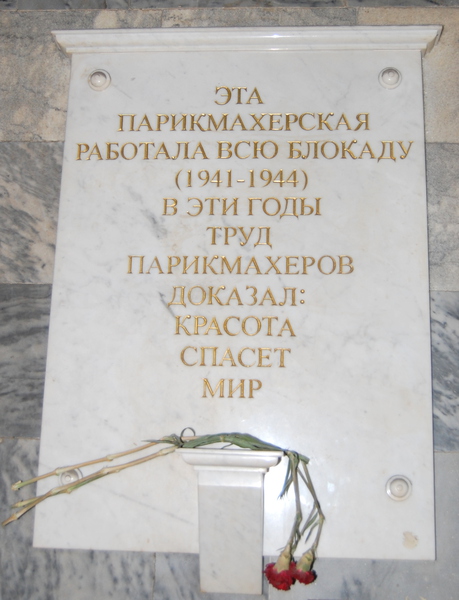 ЭТА
ПАРИКМАХЕРСКАЯ
РАБОТАЛА ВСЮ БЛОКАДУ
(1941-1944)
В ЭТИ ГОДЫ
ТРУД
ПАРИКМАХЕРОВ
ДОКАЗАЛ:
КРАСОТА
СПАСЕТ
МИР